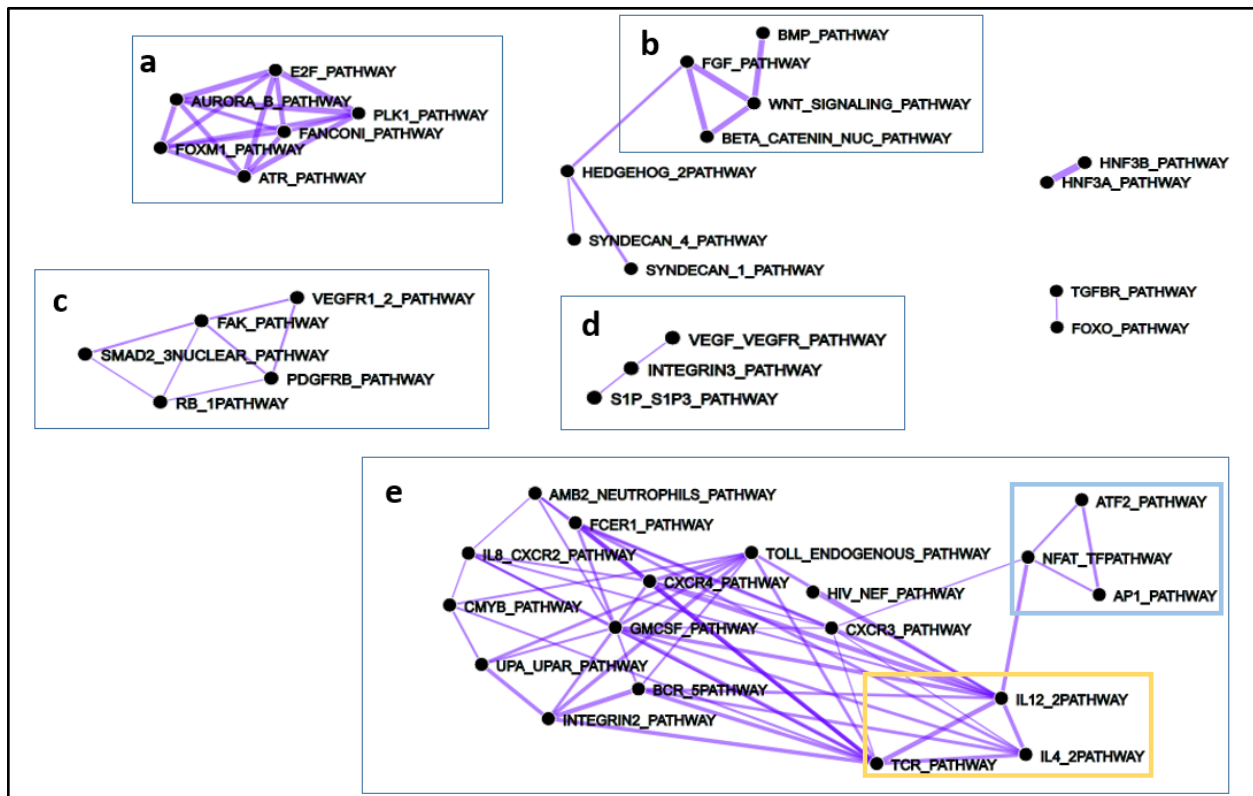 a
E2F_PATHWAY
AURORA_B_PATHWAY
PLK1_PATHWAY
FANCONI_PATHWAY
FOXM1_PATHWAY
ATR_PATHWAY
b
BMP_PATHWAY
FGF_PATHWAY
WNT_SIGNALING_PATHWAY
BETA_CATENIN_NUC_PATHWAY
HEDGEHOG_2PATHWAY
SYNDECAN_4_PATHWAY
SYNDECAN_1_PATHWAY
HNF3B_PATHWAY
HNF3A_PATHWAY
TGFBR_PATHWAY
FOXO_PATHWAY
c
VEGFR1_2_PATHWAY
FAK_PATHWAY
SMAD2_3NUCLEAR_PATHWAY
PDGFRB_PATHWAY
RB_1PATHWAY
d
VEGF_VEGFR_PATHWAY
INTEGRIN3_PATHWAY
S1P_S1P3_PATHWAY
e
AMB2_NEUTROPHILS_PATHWAY
FCER1_PATHWAY
IL8_CXCR2_PATHWAY
TOLL_ENDOGENOUS_PATHWAY
CXCR4_PATHWAY
HIV_NEF_PATHWAY
CMYB_PATHWAY
GMCSF_PATHWAY
CXCR3_PATHWAY
UPA_UPAR_PATHWAY
BCR_5PATHWAY
INTEGRIN2_PATHWAY
ATF2_PATHWAY
NFAT_TFPATHWAY
AP1_PATHWAY
IL12_2PATHWAY
IL4_2PATHWAY
TCR_PATHWAY